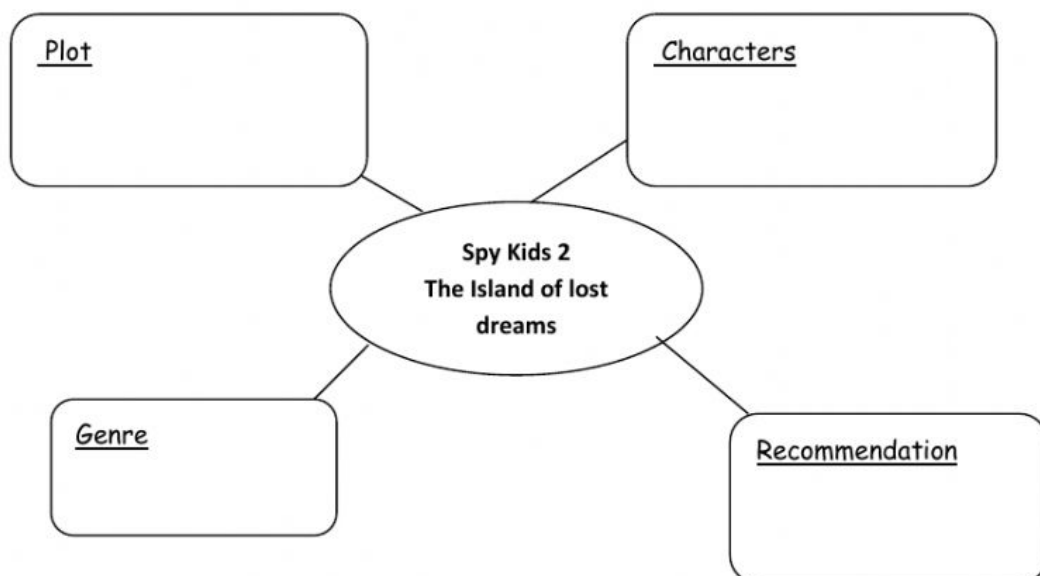 Plot
Characters
Spy Kids 2
The Island of lost
dreams
Genre
Recommendation